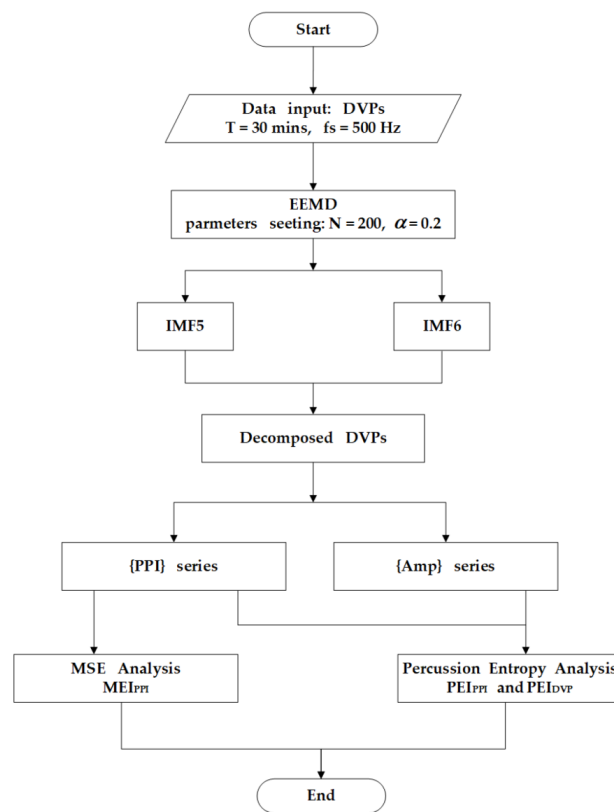 Start
Data input: DVPs
T = 30 mins, fs = 500 Hz
EEMD
parmeters seeting: N = 200, α = 0.2
IMF5
IMF6
Decomposed DVPs
{PPI} series
{Amp} series
MSE Analysis
MEIPPI
Percussion Entropy Analysis
PEIPPI and PEIDVP
End